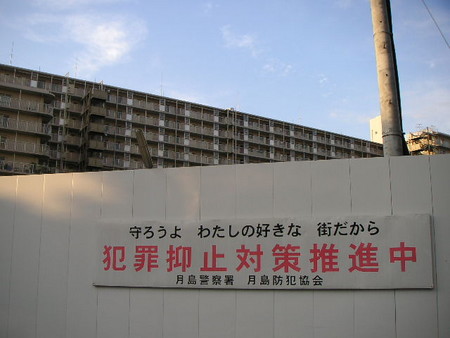 守ろうよ わたしの好きな 街だから
犯罪抑止対策推進中
月島警察署 月島防犯協会